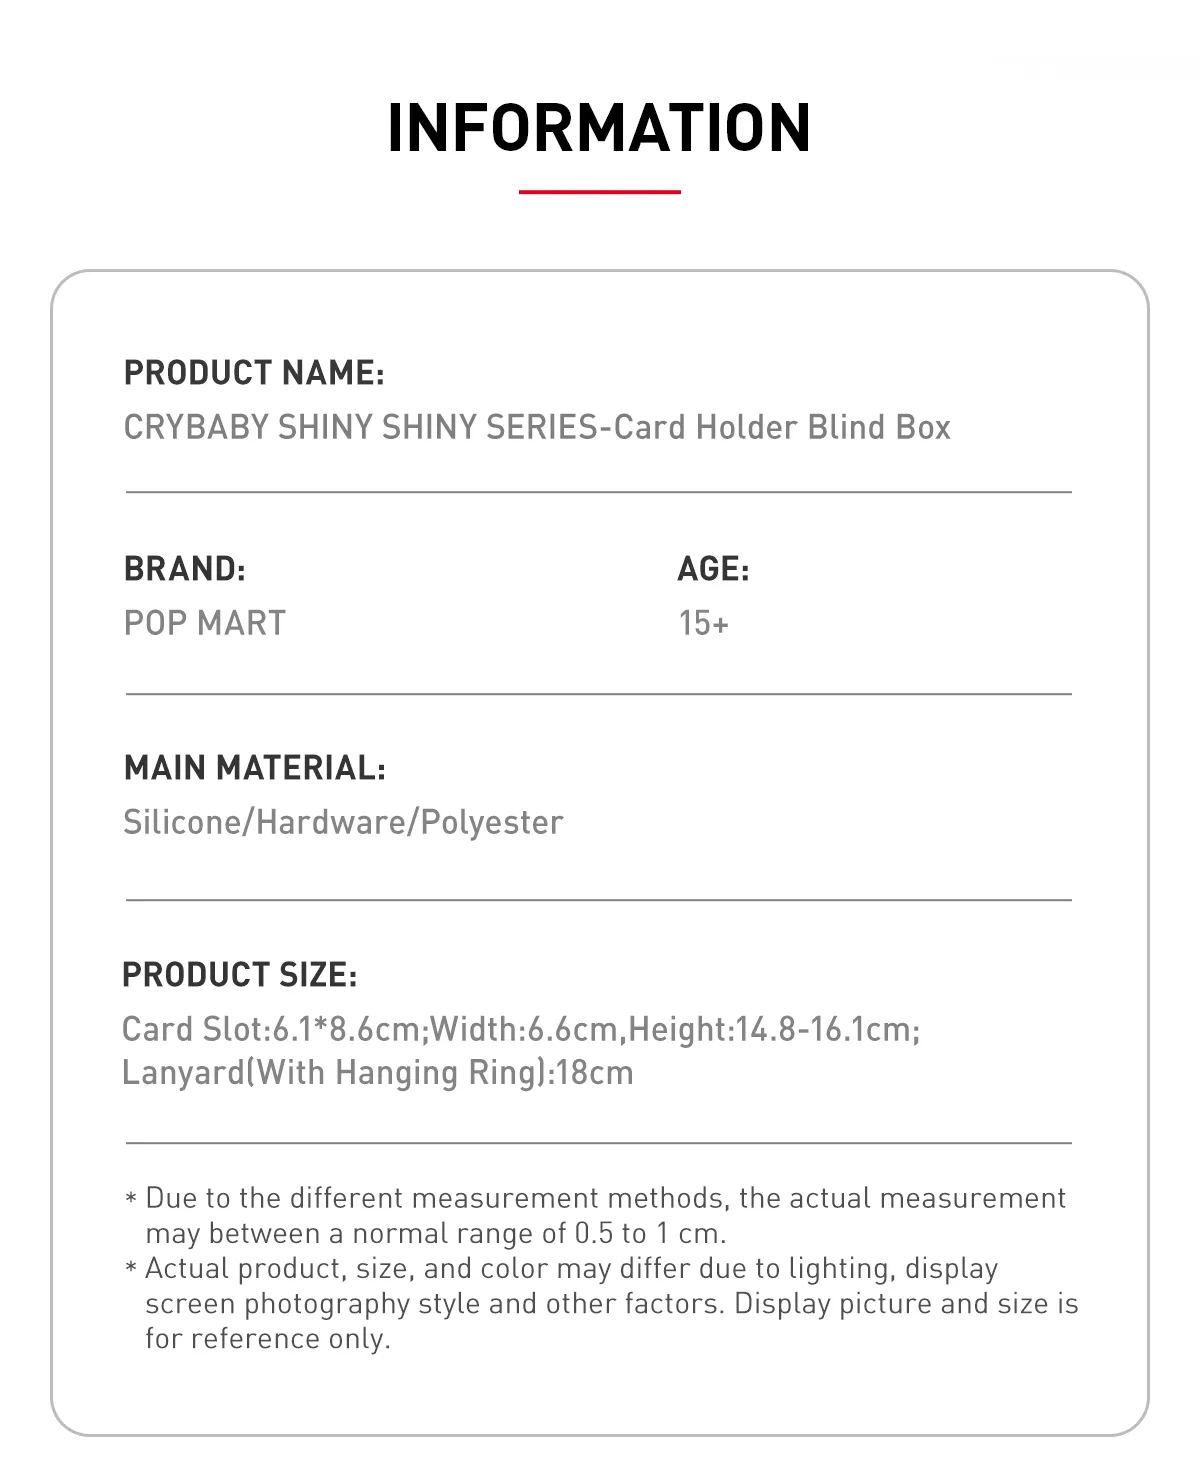 INFORMATION
PRODUCT NAME:
CRYBABY SHINY SHINY SERIES-Card Holder Blind Box
BRAND:
POP MART
AGE:
15+
MAIN MATERIAL:
Silicone/Hardware/Polyester
PRODUCT SIZE:
Card Slot:6.1*8.6cm;Width:6.6cm,Height:14.8-16.1cm;
Lanyard(With Hanging Ring):18cm
* Due to the different measurement methods, the actual measurement
may between a normal range of 0.5 to 1 cm.
* Actual product, size, and color may differ due to lighting, display
screen photography style and other factors. Display picture and size is
for reference only.